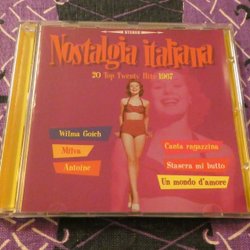 STEREO
Nostalgia italiana
20 Top Twenty Hits 1967
Wilma Goich
Milva
Antoine
Canta ragazzina
Stasera mi butto
Un mondo d'amore